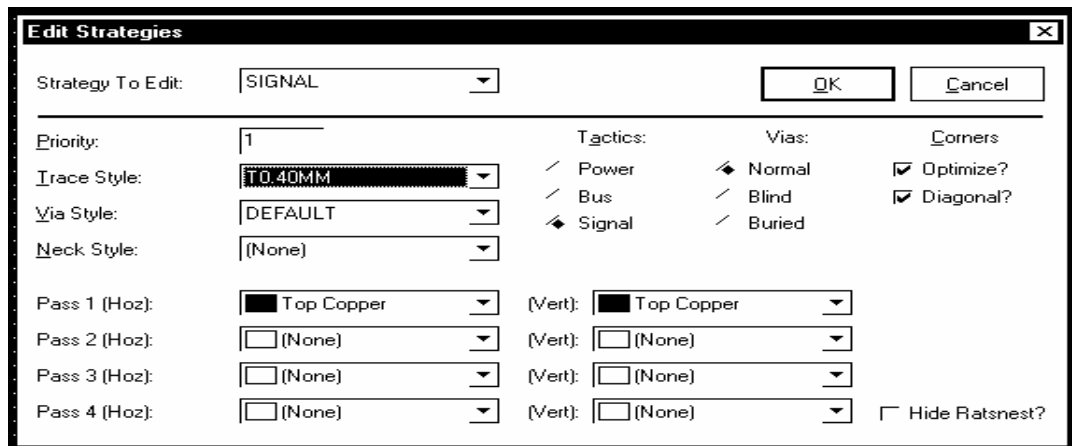 Edit Strategies
Strategy To Edit: SIGNAL OK Cancel
Priority: 1 Tactics: Vias: Corners
Trace Style: T0.40MM Power Normal Optimize?
Via Style: DEFAULT Bus Blind Diagonal?
Neck Style: (None) Signal Buried
Pass 1 (Hoz): Top Copper (Vert): Top Copper
Pass 2 (Hoz): (None) (Vert): (None)
Pass 3 (Hoz): (None) (Vert): (None)
Pass 4 (Hoz): (None) (Vert): (None) Hide Ratsnest?